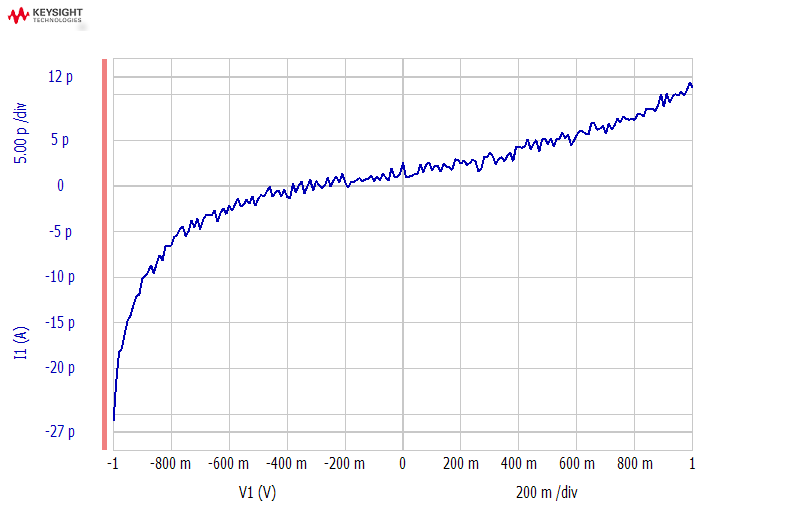 KEYSIGHT
TECHNOLOGIES
12 p
5 p
0
-5 p
-10 p
-15 p
-20 p
-27 p
5.00 p /div
I1 (A)
-1 -800 m -600 m -400 m -200 m 0 200 m 400 m 600 m 800 m 1
V1 (V) 200 m /div